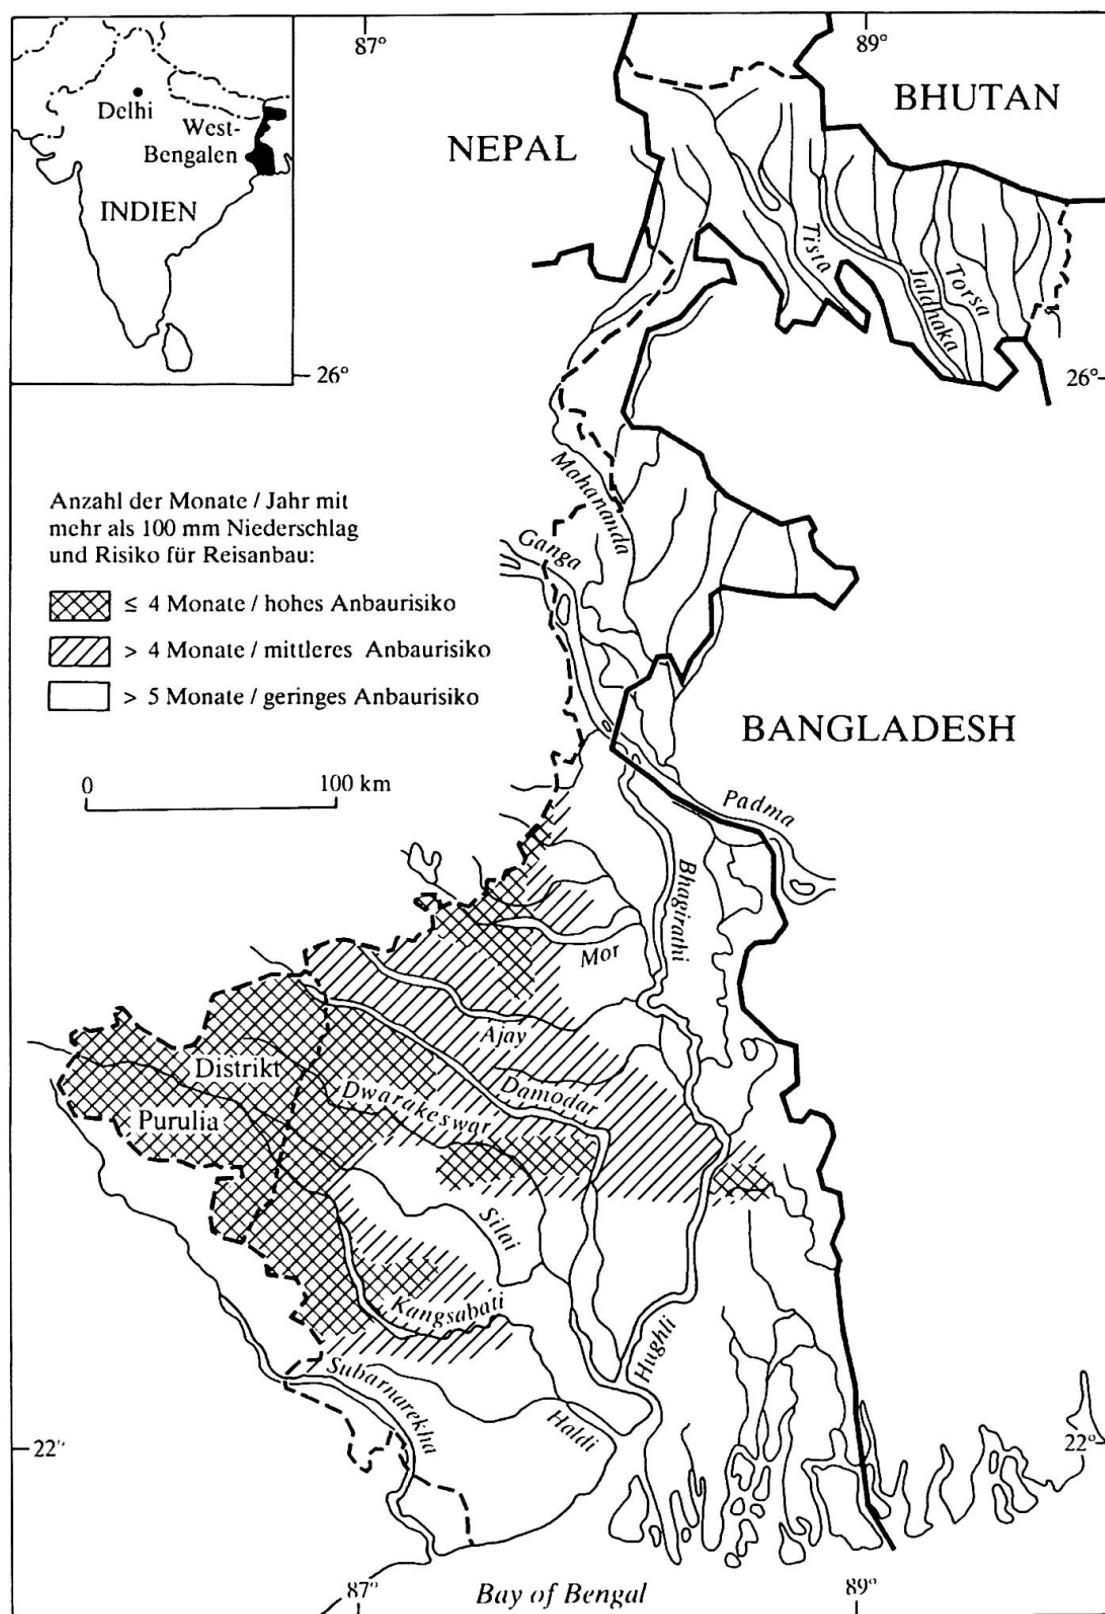 87°
89°
BHUTAN
NEPAL
Delhi
West-
Bengalen
INDIEN
Tista
Jaldhaka
Torsa
26°
26°
Mahananda
Ganga
Anzahl der Monate / Jahr mit
mehr als 100 mm Niederschlag
und Risiko für Reisanbau:
≤ 4 Monate / hohes Anbaurisiko
> 4 Monate / mittleres Anbaurisiko
> 5 Monate / geringes Anbaurisiko
BANGLADESH
0 100 km
Padma
Bhagirathi
Mor
Ajay
Distrikt
Purulia
Damodar
Dwarakeswar
Silai
Kangsabati
Hughli
Subarnarekha
Haldi
22°
22°
87°
89°
Bay of Bengal